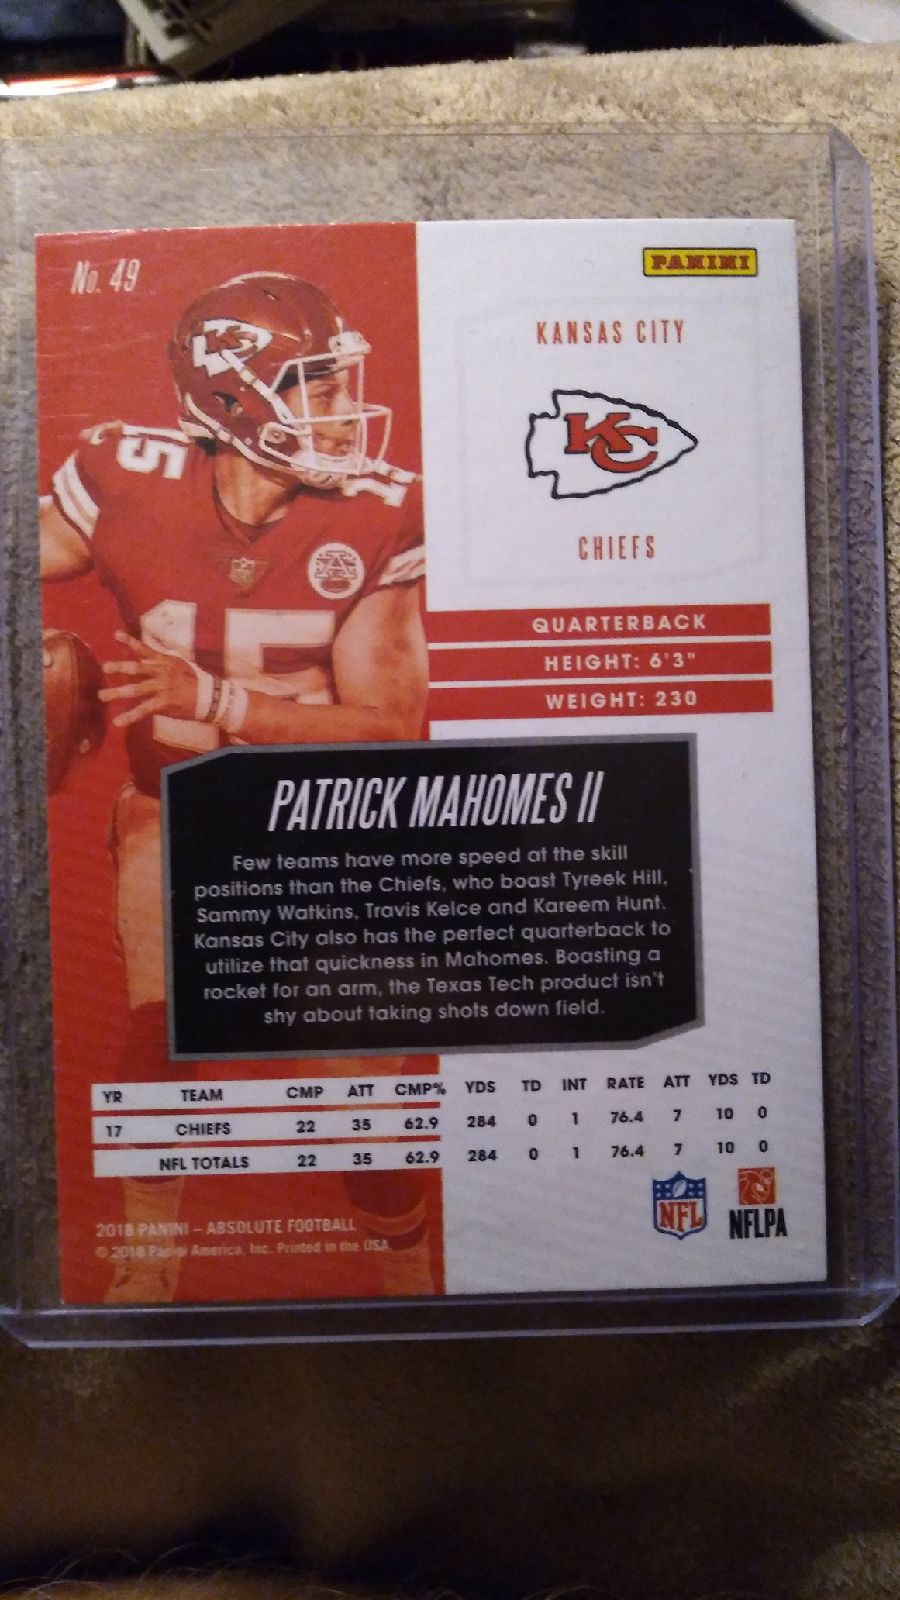 No. 49
PANINI
KANSAS CITY
KC
CHIEFS
KC
15
15
QUARTERBACK
HEIGHT: 6'3"
WEIGHT: 230
PATRICK MAHOMES II
Few teams have more speed at the skill
positions than the Chiefs, who boast Tyreek Hill,
Sammy Watkins, Travis Kelce and Kareem Hunt.
Kansas City also has the perfect quarterback to
utilize that quickness in Mahomes. Boasting a
rocket for an arm, the Texas Tech product isn't
shy about taking shots down field.
YR TEAM CMP ATT CMP% YDS TD INT RATE ATT YDS TD
17 CHIEFS 22 35 62.9 284 0 1 76.4 7 10 0
NFL TOTALS 22 35 62.9 284 0 1 76.4 7 10 0
NFL
NFLPA
2018 PANINI – ABSOLUTE FOOTBALL
© 2018 Panini America, Inc. Printed in the USA.